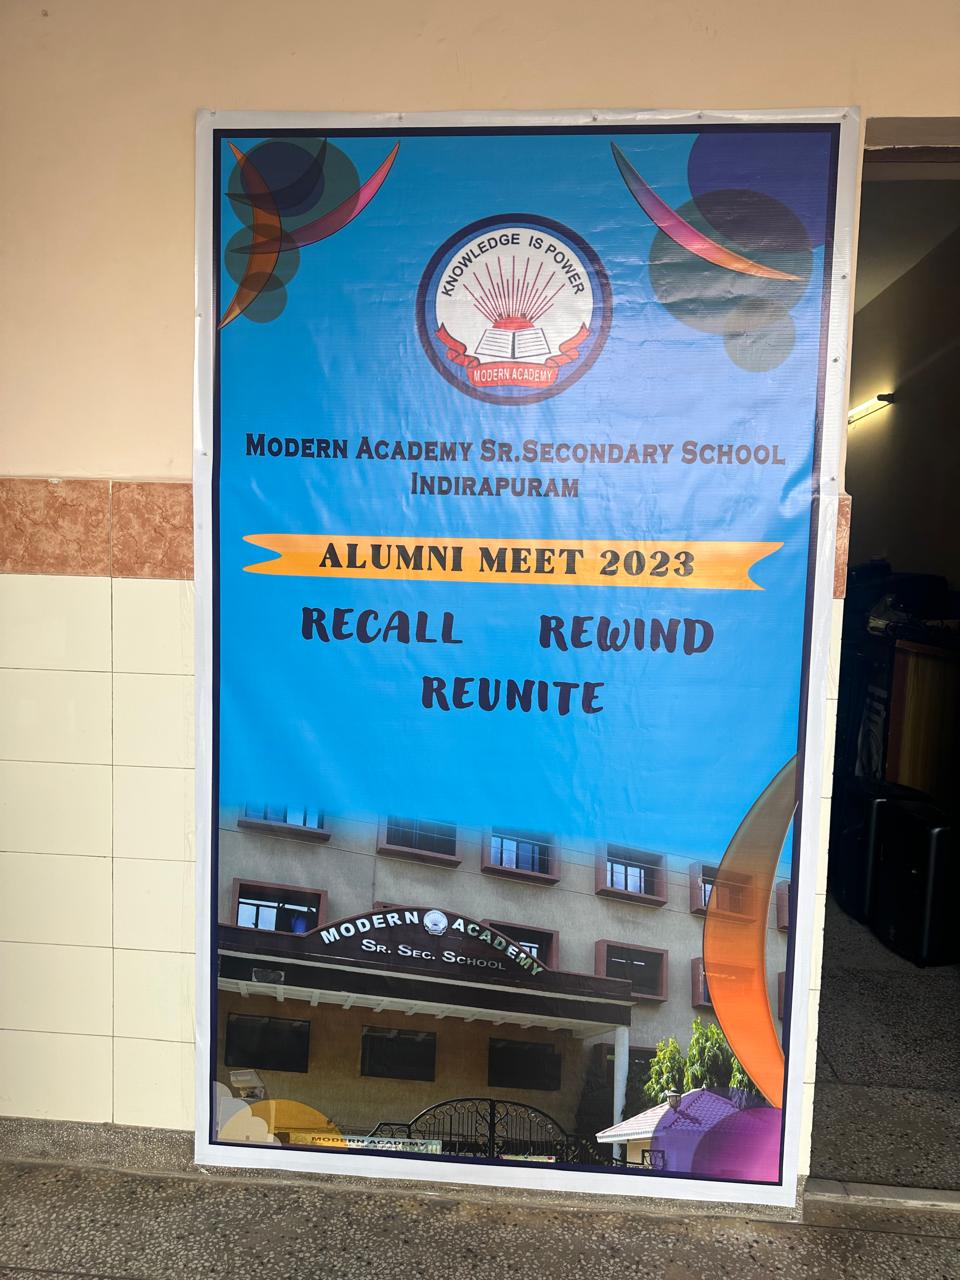 KNOWLEDGE IS POWER
MODERN ACADEMY
MODERN ACADEMY SR.SECONDARY SCHOOL
INDIRAPURAM
ALUMNI MEET 2023
RECALL REWIND
REUNITE
MODERN ACADEMY
SR. SEC. SCHOOL
MODERN ACADEMY